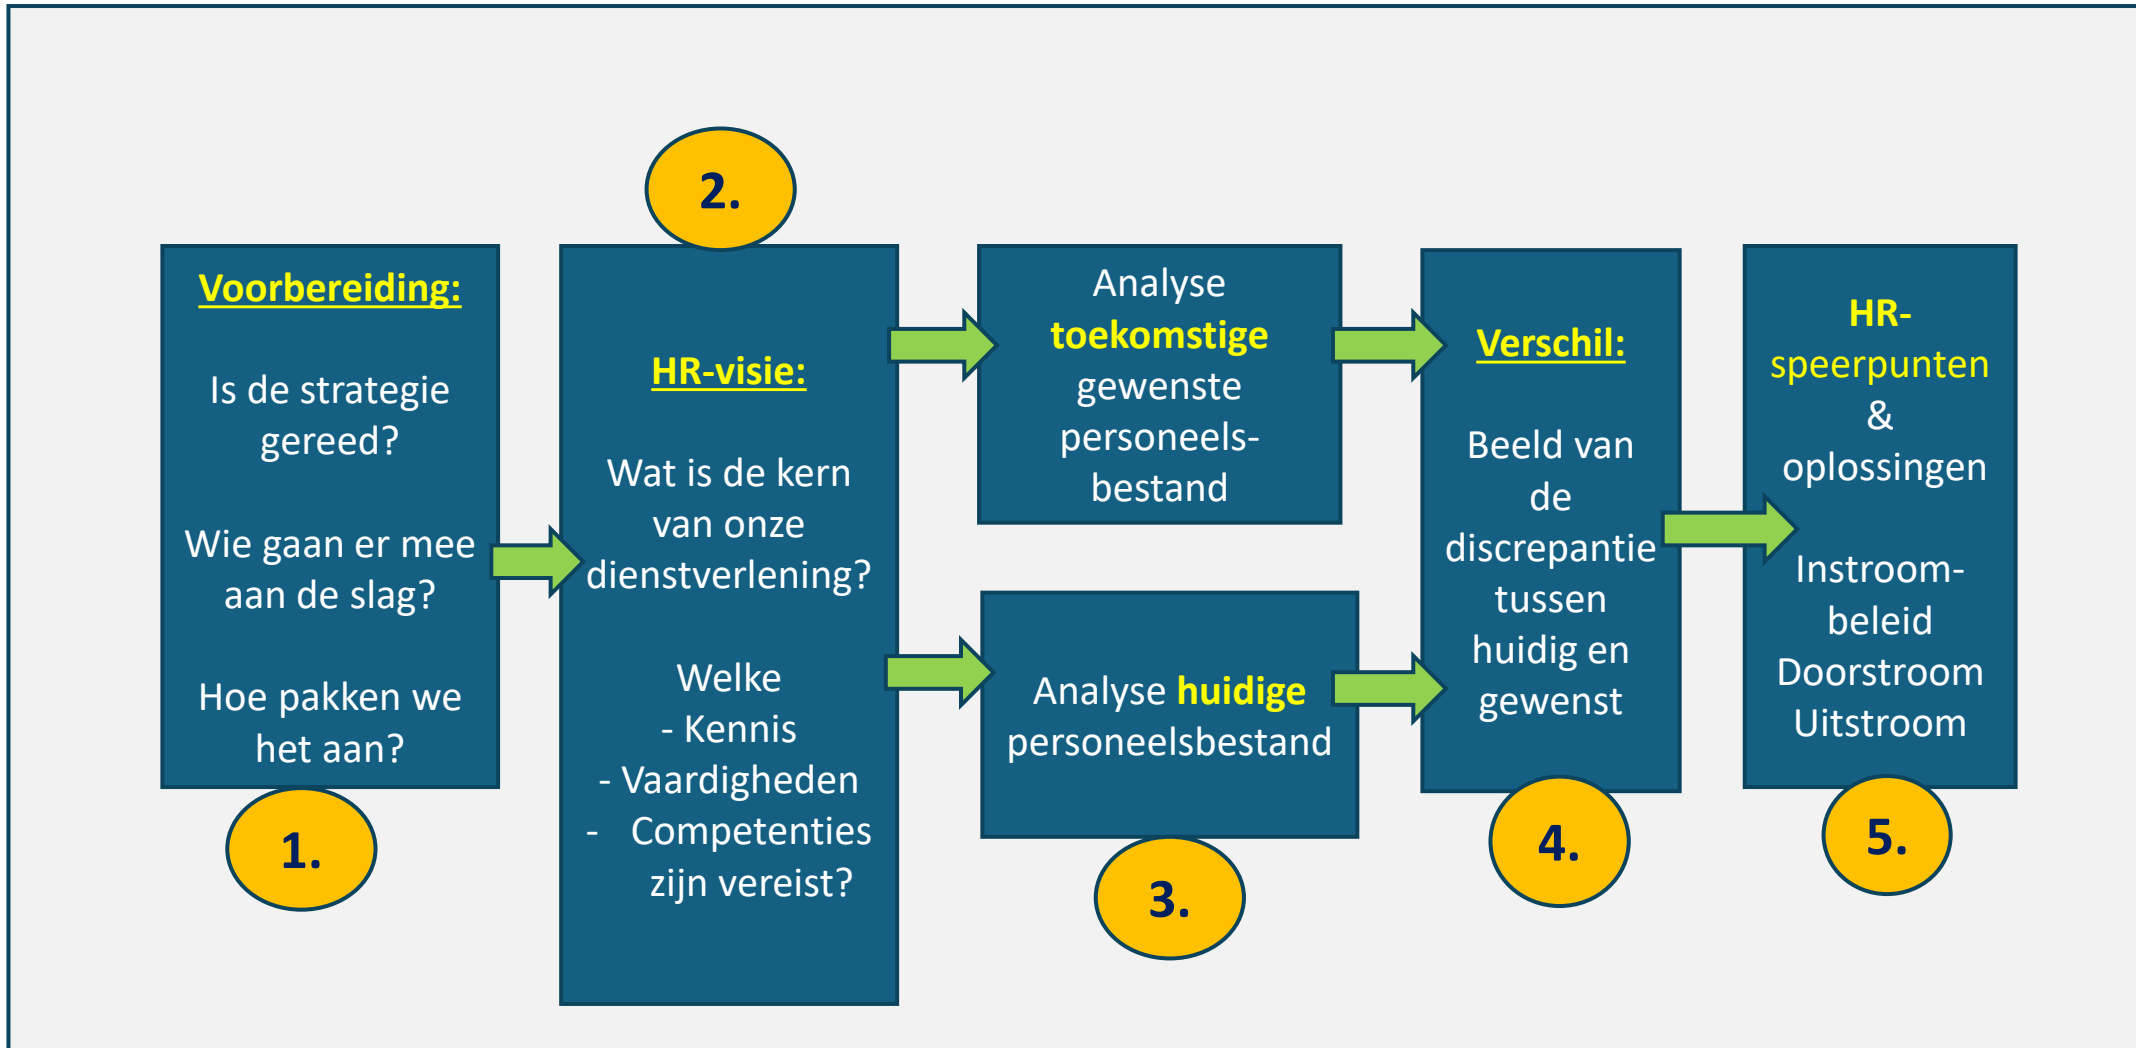 Voorbereiding:
Is de strategie
gereed?
Wie gaan er mee
aan de slag?
Hoe pakken we
het aan?
1.
2.
HR-visie:
Wat is de kern
van onze
dienstverlening?
Welke
- Kennis
- Vaardigheden
- Competenties
zijn vereist?
Analyse
toekomstige
gewenste
personeels-
bestand
Analyse huidige
personeelsbestand
3.
Verschil:
Beeld van
de
discrepantie
tussen
huidig en
gewenst
4.
HR-
speerpunten
&
oplossingen
Instroom-
beleid
Doorstroom
Uitstroom
5.